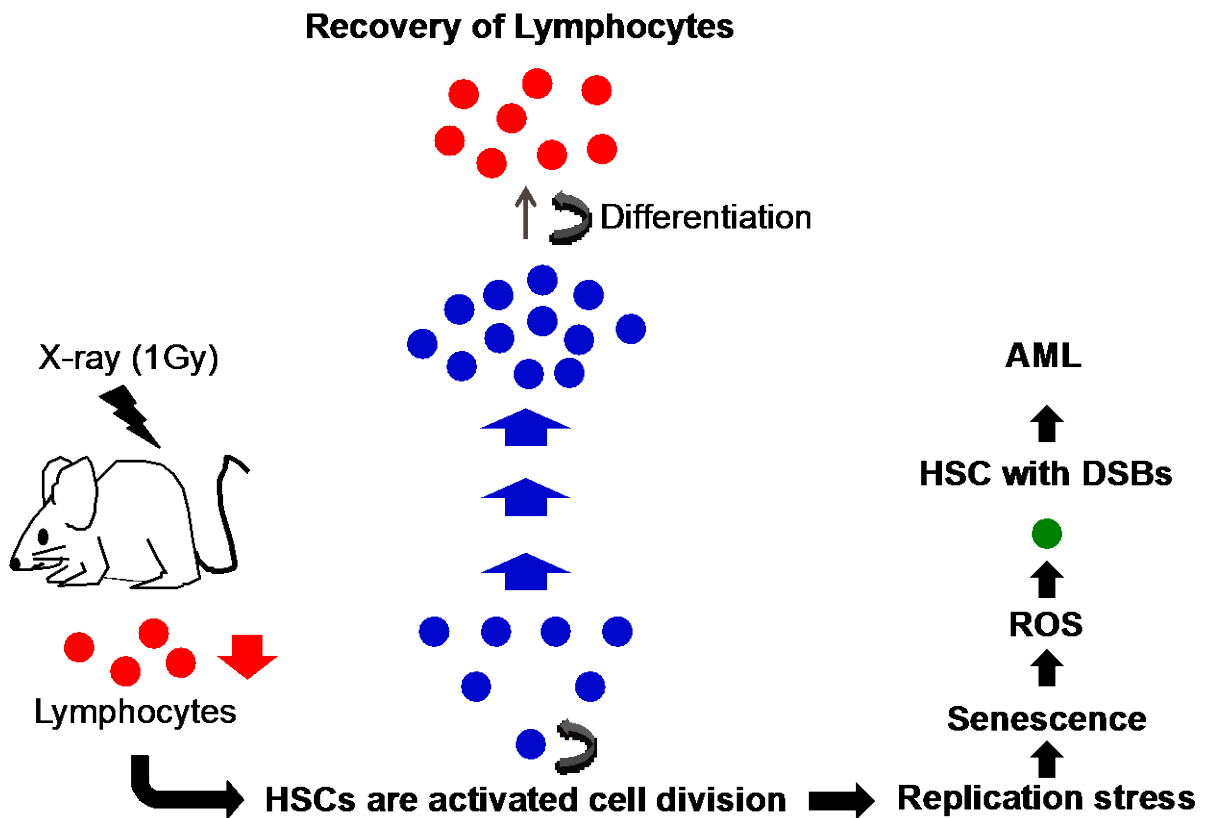 Recovery of Lymphocytes
Differentiation
X-ray (1Gy)
Lymphocytes
HSCs are activated cell division
Replication stress
Senescence
ROS
HSC with DSBs
AML